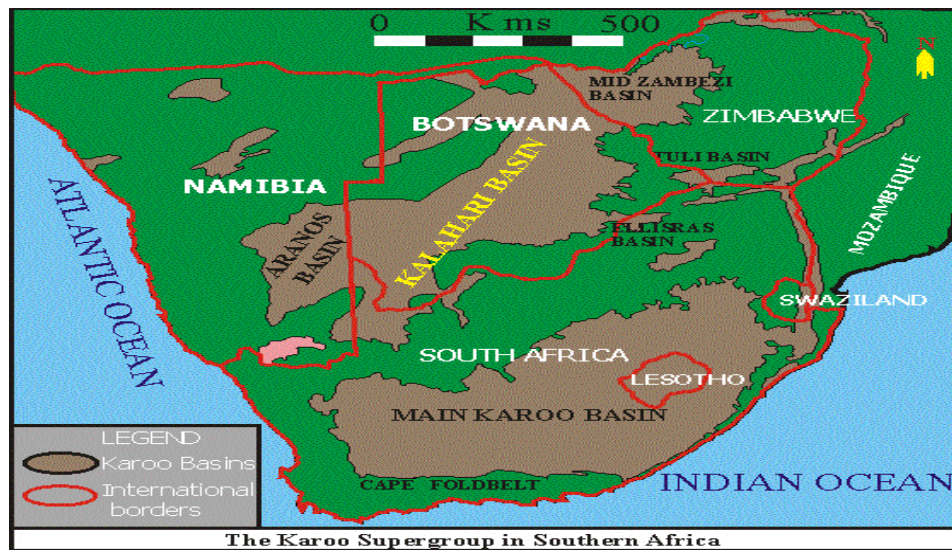 0 Kms 500
N
MID ZAMBEZI
BASIN
BOTSWANA
ZIMBABWE
TULI BASIN
NAMIBIA
KALAHARI BASIN
MOZAMBIQUE
ARANOS
BASIN
ELLISRAS
BASIN
ATLANTIC OCEAN
SWAZILAND
SOUTH AFRICA
LESOTHO
MAIN KAROO BASIN
CAPE FOLDBELT
INDIAN OCEAN
LEGEND
Karoo Basins
International
borders
The Karoo Supergroup in Southern Africa